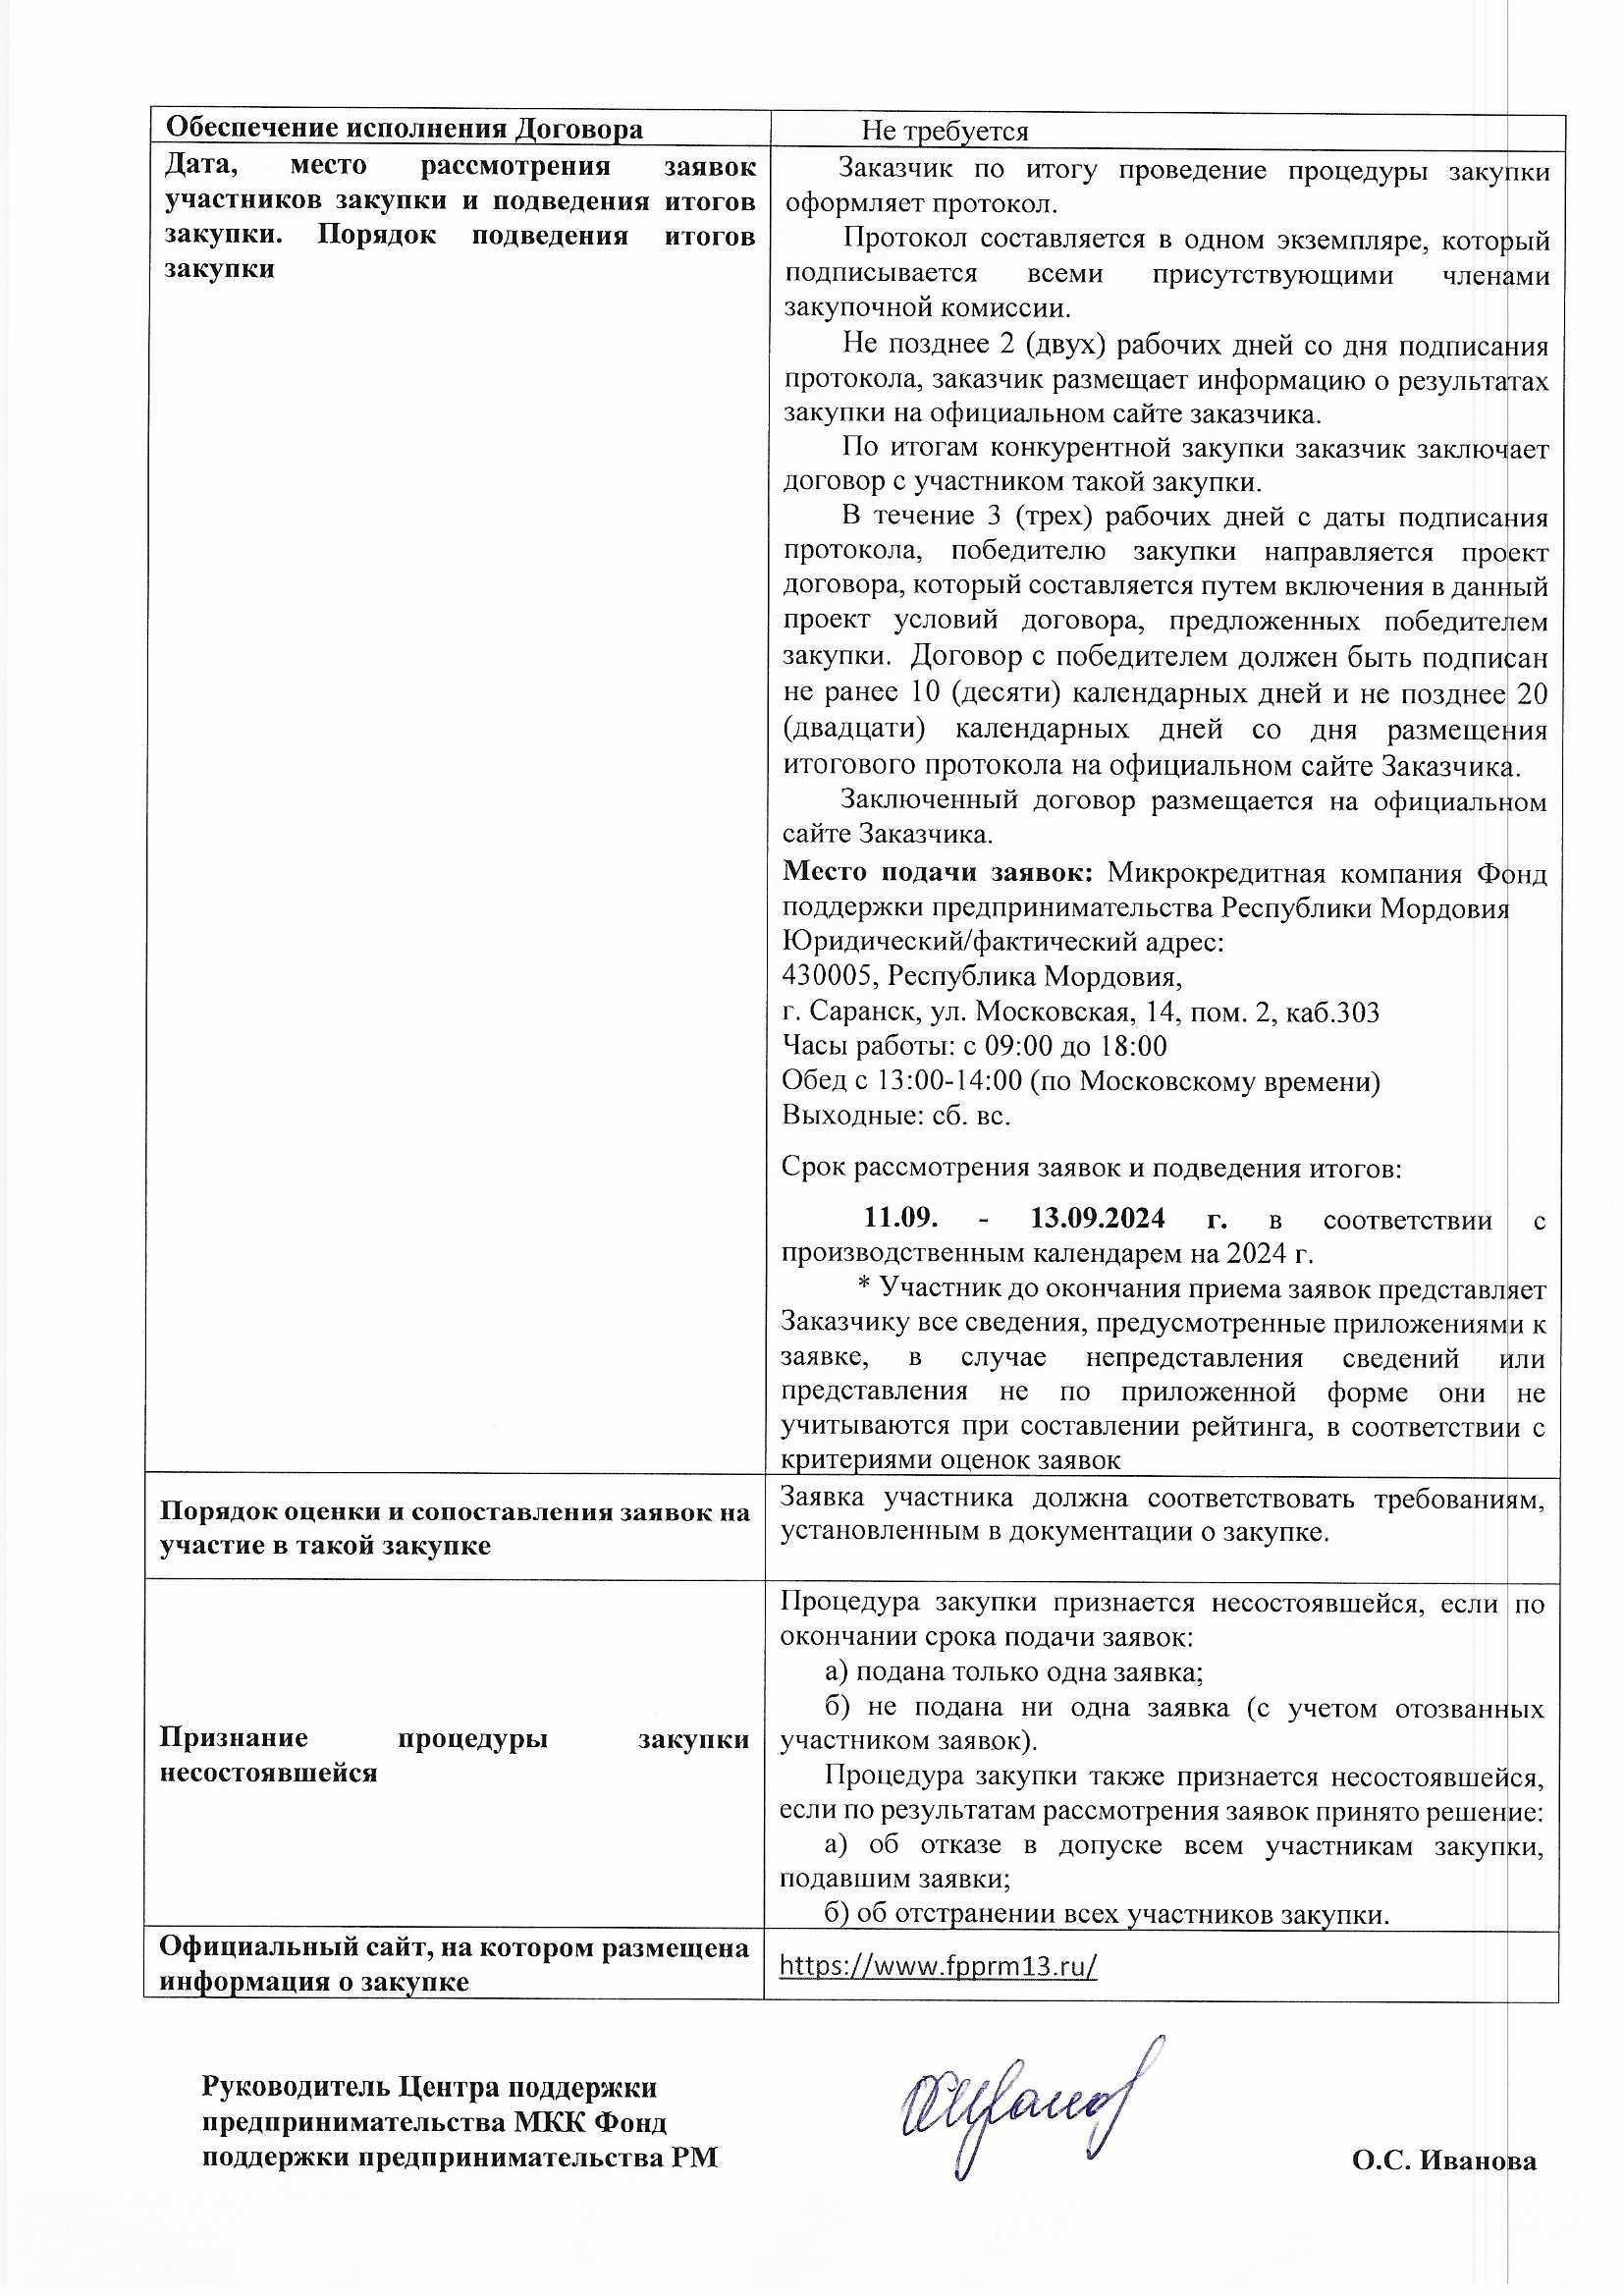 Обеспечение исполнения Договора
Не требуется
Дата, место рассмотрения заявок
участников закупки и подведения итогов
закупки. Порядок подведения итогов
закупки
Заказчик по итогу проведение процедуры закупки
оформляет протокол.
Протокол составляется в одном экземпляре, который
подписывается всеми присутствующими членами
закупочной комиссии.
Не позднее 2 (двух) рабочих дней со дня подписания
протокола, заказчик размещает информацию о результатах
закупки на официальном сайте заказчика.
По итогам конкурентной закупки заказчик заключает
договор с участником такой закупки.
В течение 3 (трех) рабочих дней с даты подписания
протокола, победителю закупки направляется проект
договора, который составляется путем включения в данный
проект условий договора, предложенных победителем
закупки. Договор с победителем должен быть подписан
не ранее 10 (десяти) календарных дней и не позднее 20
(двадцати) календарных дней со дня размещения
итогового протокола на официальном сайте Заказчика.
Заключенный договор размещается на официальном
сайте Заказчика.
Место подачи заявок: Микрокредитная компания Фонд
поддержки предпринимательства Республики Мордовия
Юридический/фактический адрес:
430005, Республика Мордовия,
г. Саранск, ул. Московская, 14, пом. 2, каб.303
Часы работы: с 09:00 до 18:00
Обед с 13:00-14:00 (по Московскому времени)
Выходные: сб. вс.
Срок рассмотрения заявок и подведения итогов:
11.09. - 13.09.2024 г. в соответствии с
производственным календарем на 2024 г.
* Участник до окончания приема заявок представляет
Заказчику все сведения, предусмотренные приложениями к
заявке, в случае непредставления сведений или
представления не по приложенной форме они не
учитываются при составлении рейтинга, в соответствии с
критериями оценок заявок
Порядок оценки и сопоставления заявок на
участие в такой закупке
Заявка участника должна соответствовать требованиям,
установленным в документации о закупке.
Признание процедуры закупки
несостоявшейся
Процедура закупки признается несостоявшейся, если по
окончании срока подачи заявок:
а) подана только одна заявка;
б) не подана ни одна заявка (с учетом отозванных
участником заявок).
Процедура закупки также признается несостоявшейся,
если по результатам рассмотрения заявок принято решение:
а) об отказе в допуске всем участникам закупки,
подавшим заявки;
б) об отстранении всех участников закупки.
Официальный сайт, на котором размещена
информация о закупке
https://www.fpprm13.ru/
Руководитель Центра поддержки
предпринимательства МКК Фонд
поддержки предпринимательства РМ
О.С. Иванова